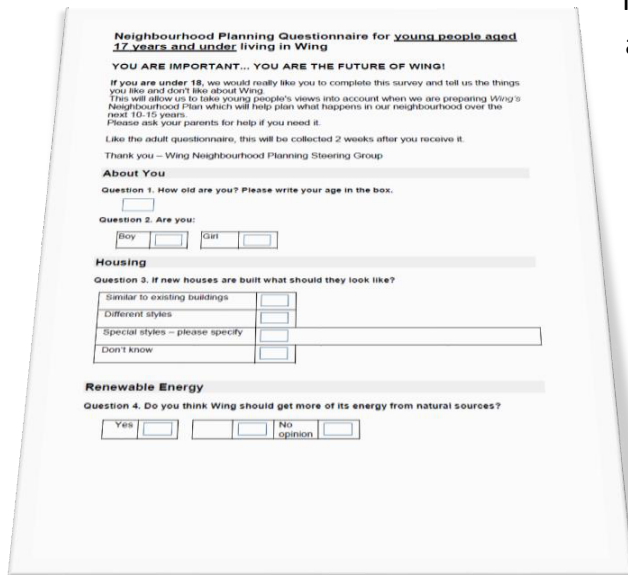 Neighbourhood Planning Questionnaire for young people aged
17 years and under living in Wing
YOU ARE IMPORTANT... YOU ARE THE FUTURE OF WING!
If you are under 18, we would really like you to complete this survey and tell us the things
you like and don't like about Wing.
This will allow us to take young people's views into account when we are preparing Wing's
Neighbourhood Plan which will help plan what happens in our neighbourhood over the
next 10-15 years.
Please ask your parents for help if you need it.
Like the adult questionnaire, this will be collected 2 weeks after you receive it.
Thank you – Wing Neighbourhood Planning Steering Group
About You
Question 1. How old are you? Please write your age in the box.
Question 2. Are you:
Boy Girl
Housing
Question 3. If new houses are built what should they look like?
Similar to existing buildings
Different styles
Special styles – please specify
Don't know
Renewable Energy
Question 4. Do you think Wing should get more of its energy from natural sources?
Yes No
opinion